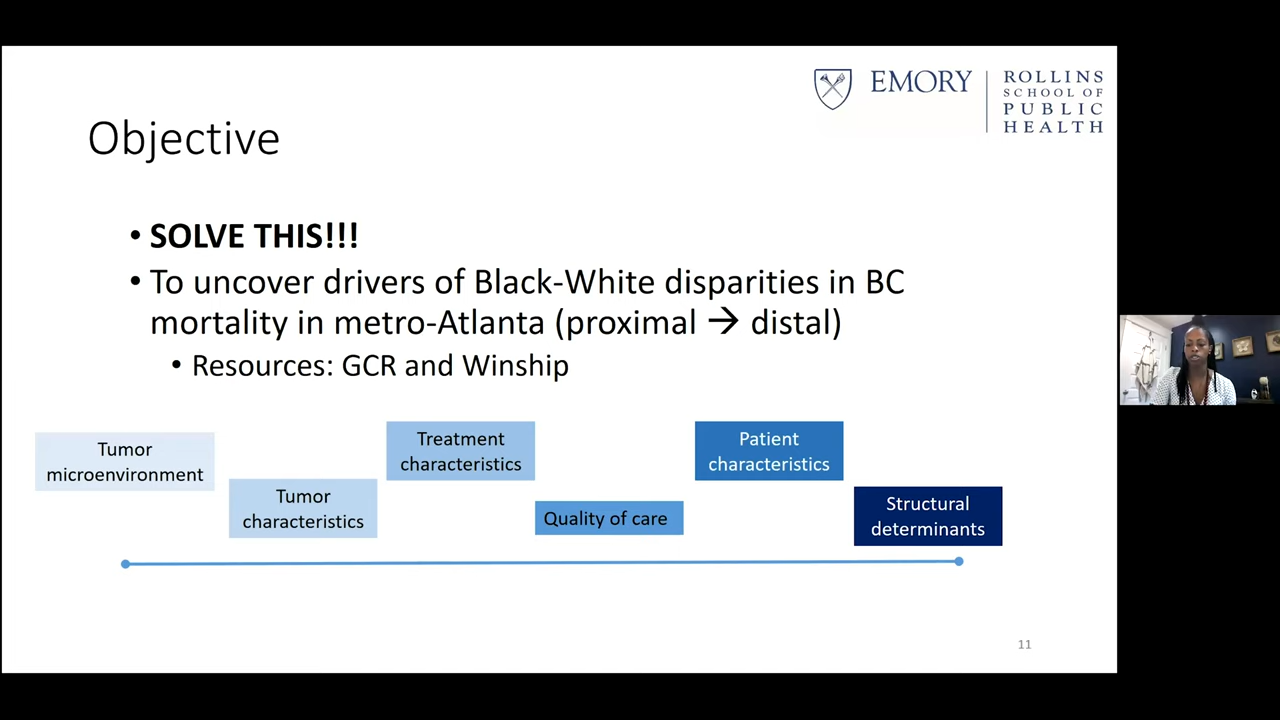 EMORY
ROLLINS
SCHOOL OF
PUBLIC
HEALTH
Objective
• SOLVE THIS!!!
• To uncover drivers of Black-White disparities in BC
mortality in metro-Atlanta (proximal → distal)
• Resources: GCR and Winship
Tumor
microenvironment
Tumor
characteristics
Treatment
characteristics
Quality of care
Patient
characteristics
Structural
determinants
11